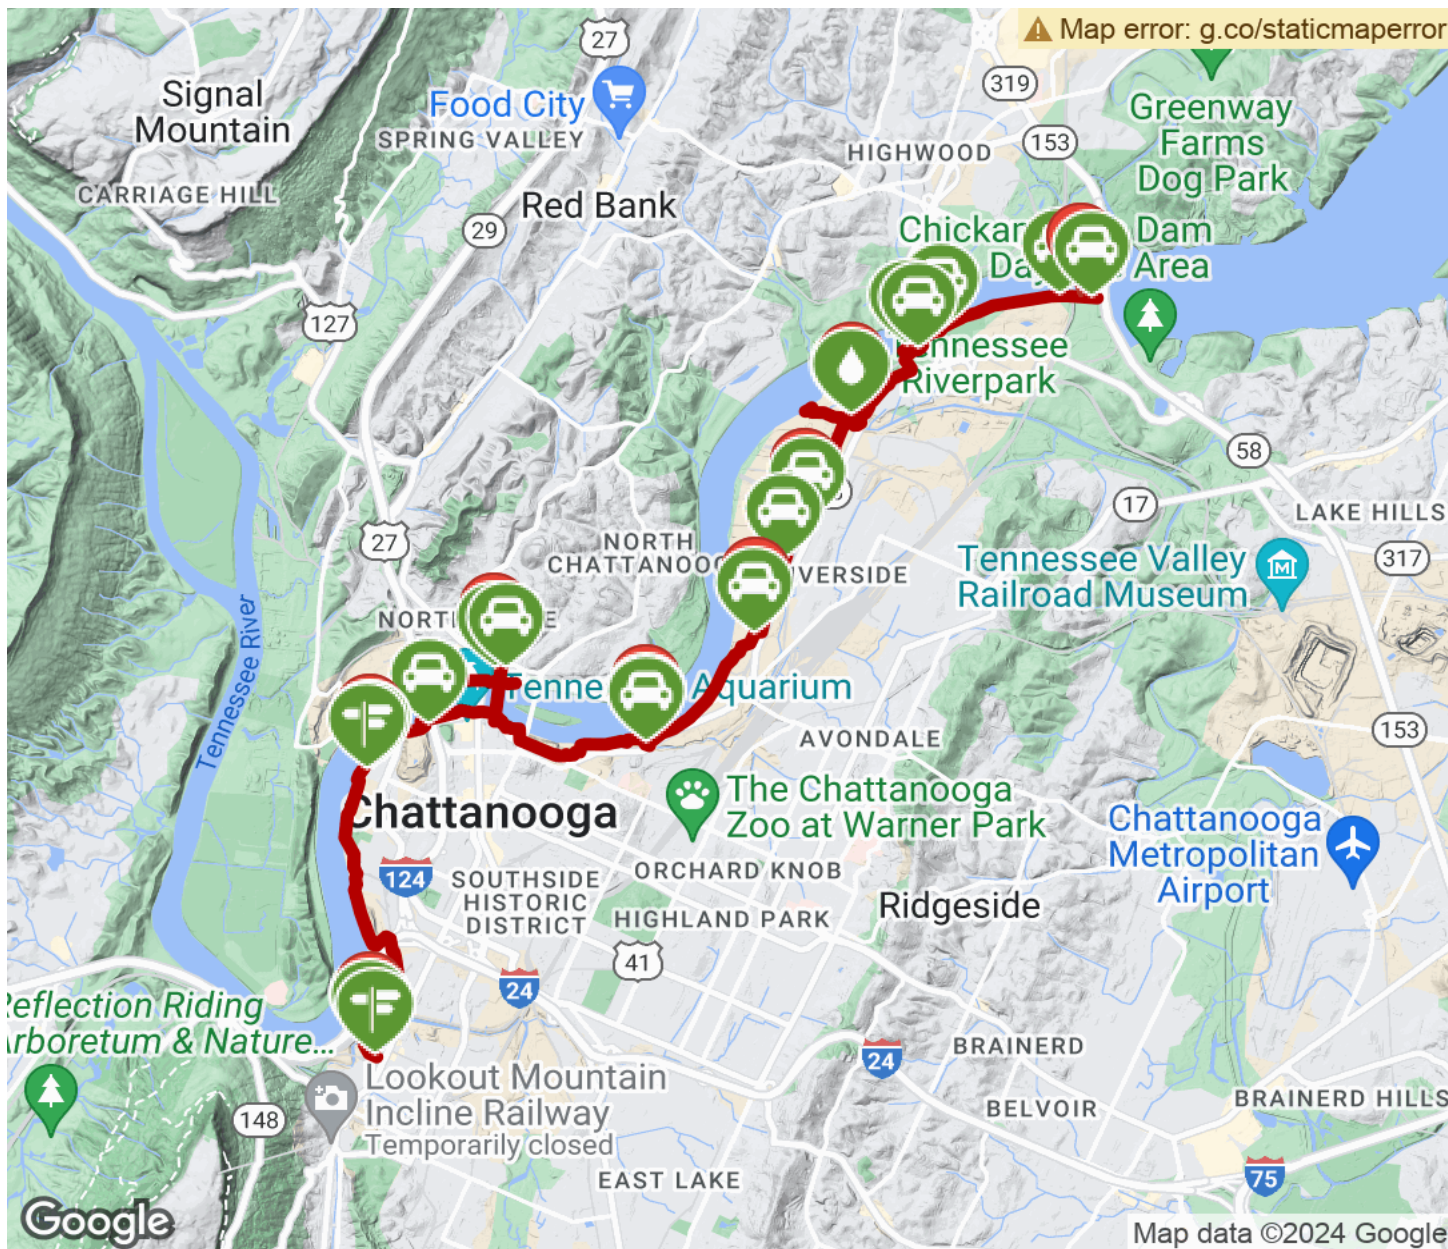 Map error: g.co/staticmaperror
27
Signal
Mountain
Food City
SPRING VALLEY
319
Greenway
Farms
Dog Park
153
HIGHWOOD
CARRIAGE HILL
Red Bank
29
Dam
Area
127
Tennessee
Riverpark
58
17
LAKE HILLS
317
27
NORTH
Tennessee Valley
Railroad Museum
Tennessee River
Aquarium
AVONDALE
153
The Chattanooga
Zoo at Warner Park
Chattanooga
Chattanooga
Metropolitan
Airport
ORCHARD KNOB
124
SOUTHSIDE
HISTORIC
DISTRICT
HIGHLAND PARK
Ridgeside
41
24
Reflection Riding
Arboretum & Nature...
24
BRAINERD
Lookout Mountain
Incline Railway
Temporarily closed
148
BELVOIR
BRAINERD HILLS
EAST LAKE
75
Google
Map data ©2024 Google